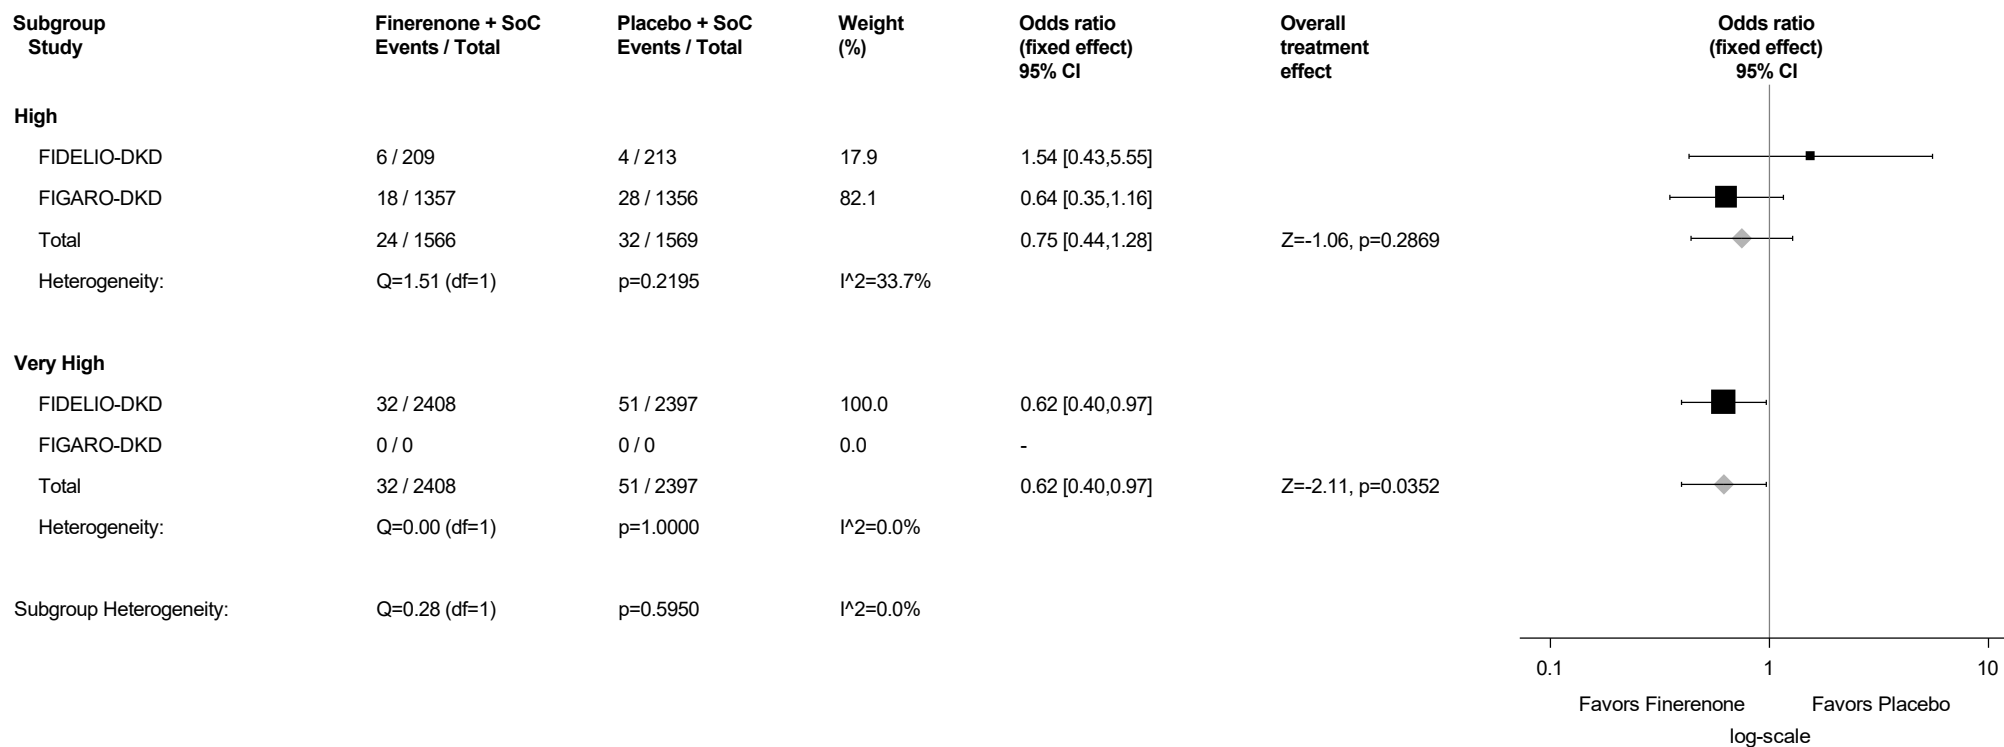 Subgroup Finerenone + SoC Placebo + SoC Weight Odds ratio Overall Odds ratio
Study Events / Total Events / Total (%) (fixed effect) treatment (fixed effect)
95% CI effect 95% CI
High
FIDELIO-DKD 6 / 209 4 / 213 17.9 1.54 [0.43,5.55]
FIGARO-DKD 18 / 1357 28 / 1356 82.1 0.64 [0.35,1.16]
Total 24 / 1566 32 / 1569 0.75 [0.44,1.28] Z=-1.06, p=0.2869
Heterogeneity: Q=1.51 (df=1) p=0.2195 I^2=33.7%
Very High
FIDELIO-DKD 32 / 2408 51 / 2397 100.0 0.62 [0.40,0.97]
FIGARO-DKD 0 / 0 0 / 0 0.0 -
Total 32 / 2408 51 / 2397 0.62 [0.40,0.97] Z=-2.11, p=0.0352
Heterogeneity: Q=0.00 (df=1) p=1.0000 I^2=0.0%
Subgroup Heterogeneity: Q=0.28 (df=1) p=0.5950 I^2=0.0%
0.1 1 10
Favors Finerenone Favors Placebo
log-scale